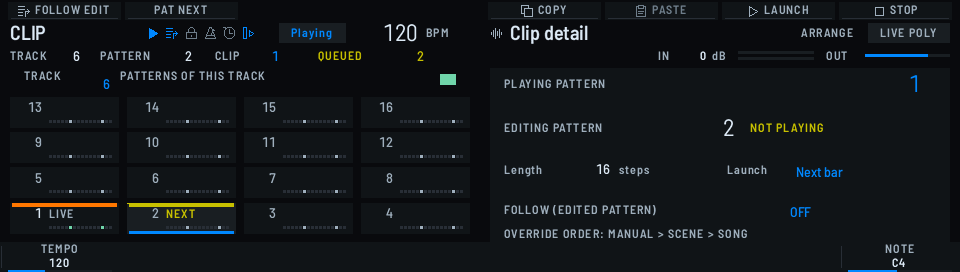 FOLLOW EDIT PAT NEXT COPY PASTE LAUNCH STOP
CLIP Playing 120 BPM Clip detail ARRANGE LIVE POLY
TRACK 6 PATTERN 2 CLIP 1 QUEUED 2 IN 0 dB OUT
TRACK 6 PATTERNS OF THIS TRACK
PLAYING PATTERN 1
13 14 15 16
EDITING PATTERN 2 NOT PLAYING
9 10 11 12
Length 16 steps Launch Next bar
5 6 7 8
FOLLOW (EDITED PATTERN) OFF
1 LIVE 2 NEXT 3 4
OVERRIDE ORDER: MANUAL > SCENE > SONG
TEMPO NOTE
120 C4